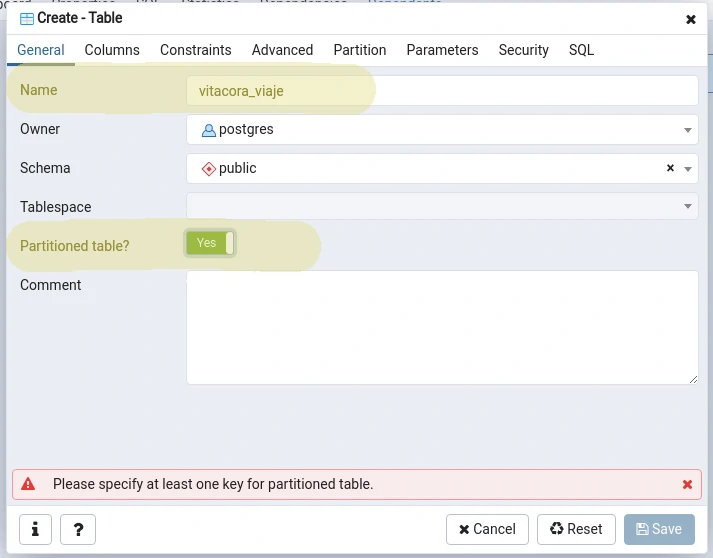 Create - Table
General Columns Constraints Advanced Partition Parameters Security SQL
Name vitacora_viaje
Owner postgres
Schema public
Tablespace
Partitioned table? Yes
Comment
Please specify at least one key for partitioned table.
i ? Cancel Reset Save